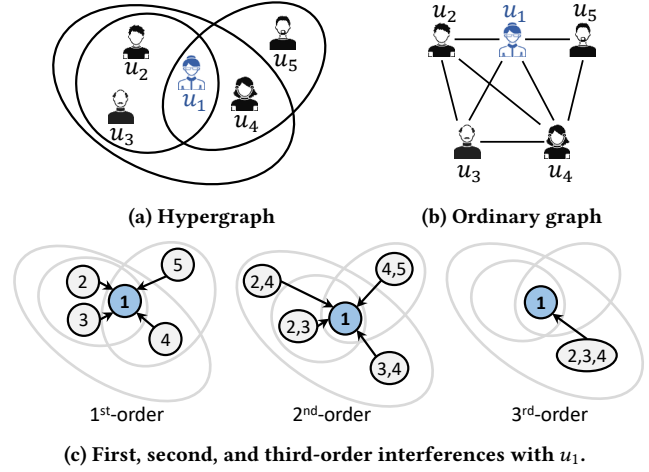 u₂ u₁ u₅
u₃ u₄
(a) Hypergraph
u₂ u₁ u₅
u₃ u₄
(b) Ordinary graph
2 5
1
3 4
1ˢᵗ-order
2,4 4,5
1
2,3 3,4
2ⁿᵈ-order
1
2,3,4
3ʳᵈ-order
(c) First, second, and third-order interferences with u₁.